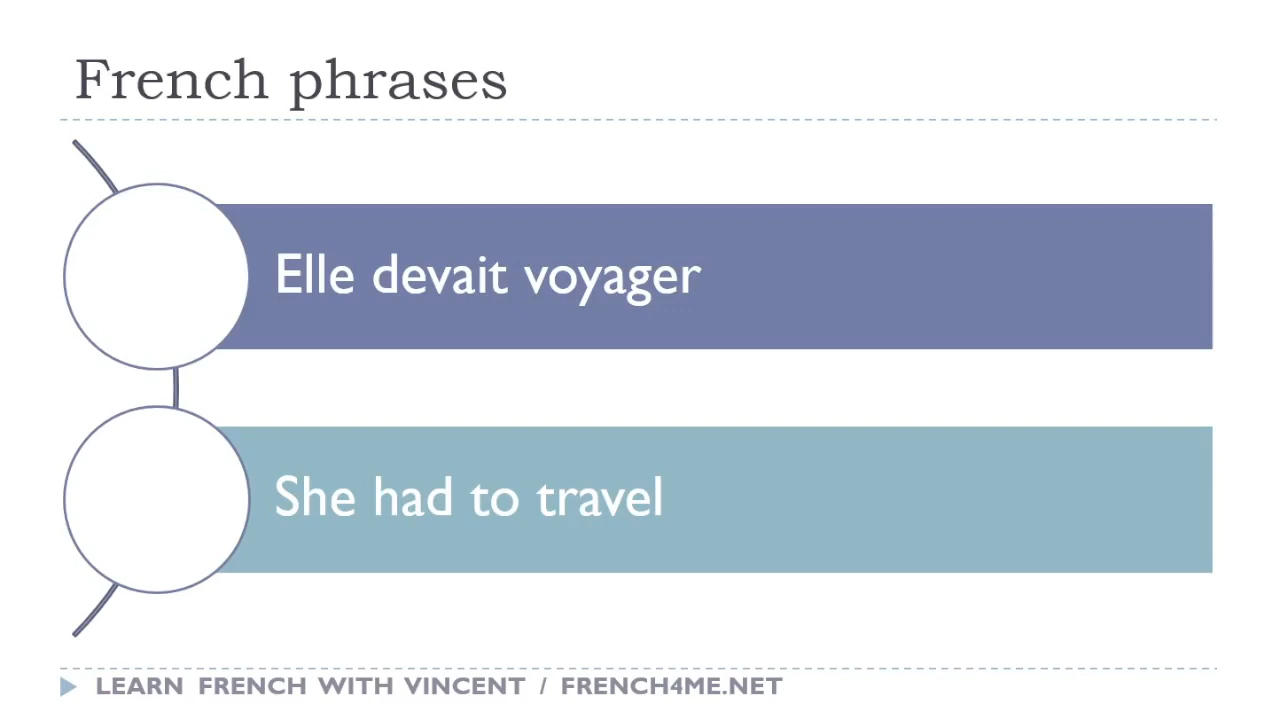 French phrases
Elle devait voyager
She had to travel
LEARN FRENCH WITH VINCENT / FRENCH4ME.NET